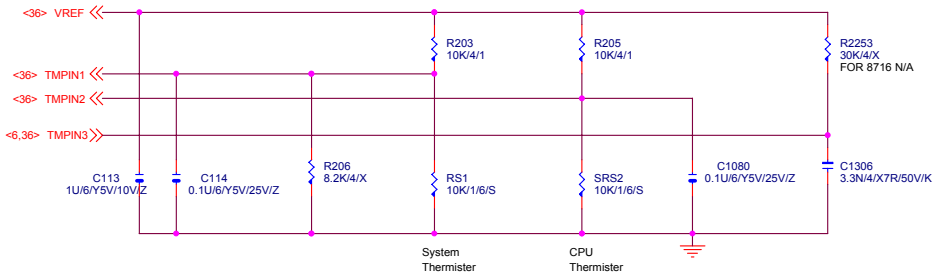 <36> VREF
R203
10K/4/1
R205
10K/4/1
R2253
30K/4/X
FOR 8716 N/A
<36> TMPIN1
<36> TMPIN2
<6,36> TMPIN3
C113
1U/6/Y5V/10V/Z
C114
0.1U/6/Y5V/25V/Z
R206
8.2K/4/X
RS1
10K/1/6/S
SRS2
10K/1/6/S
C1080
0.1U/6/Y5V/25V/Z
C1306
3.3N/4/X7R/50V/K
System
Thermister
CPU
Thermister